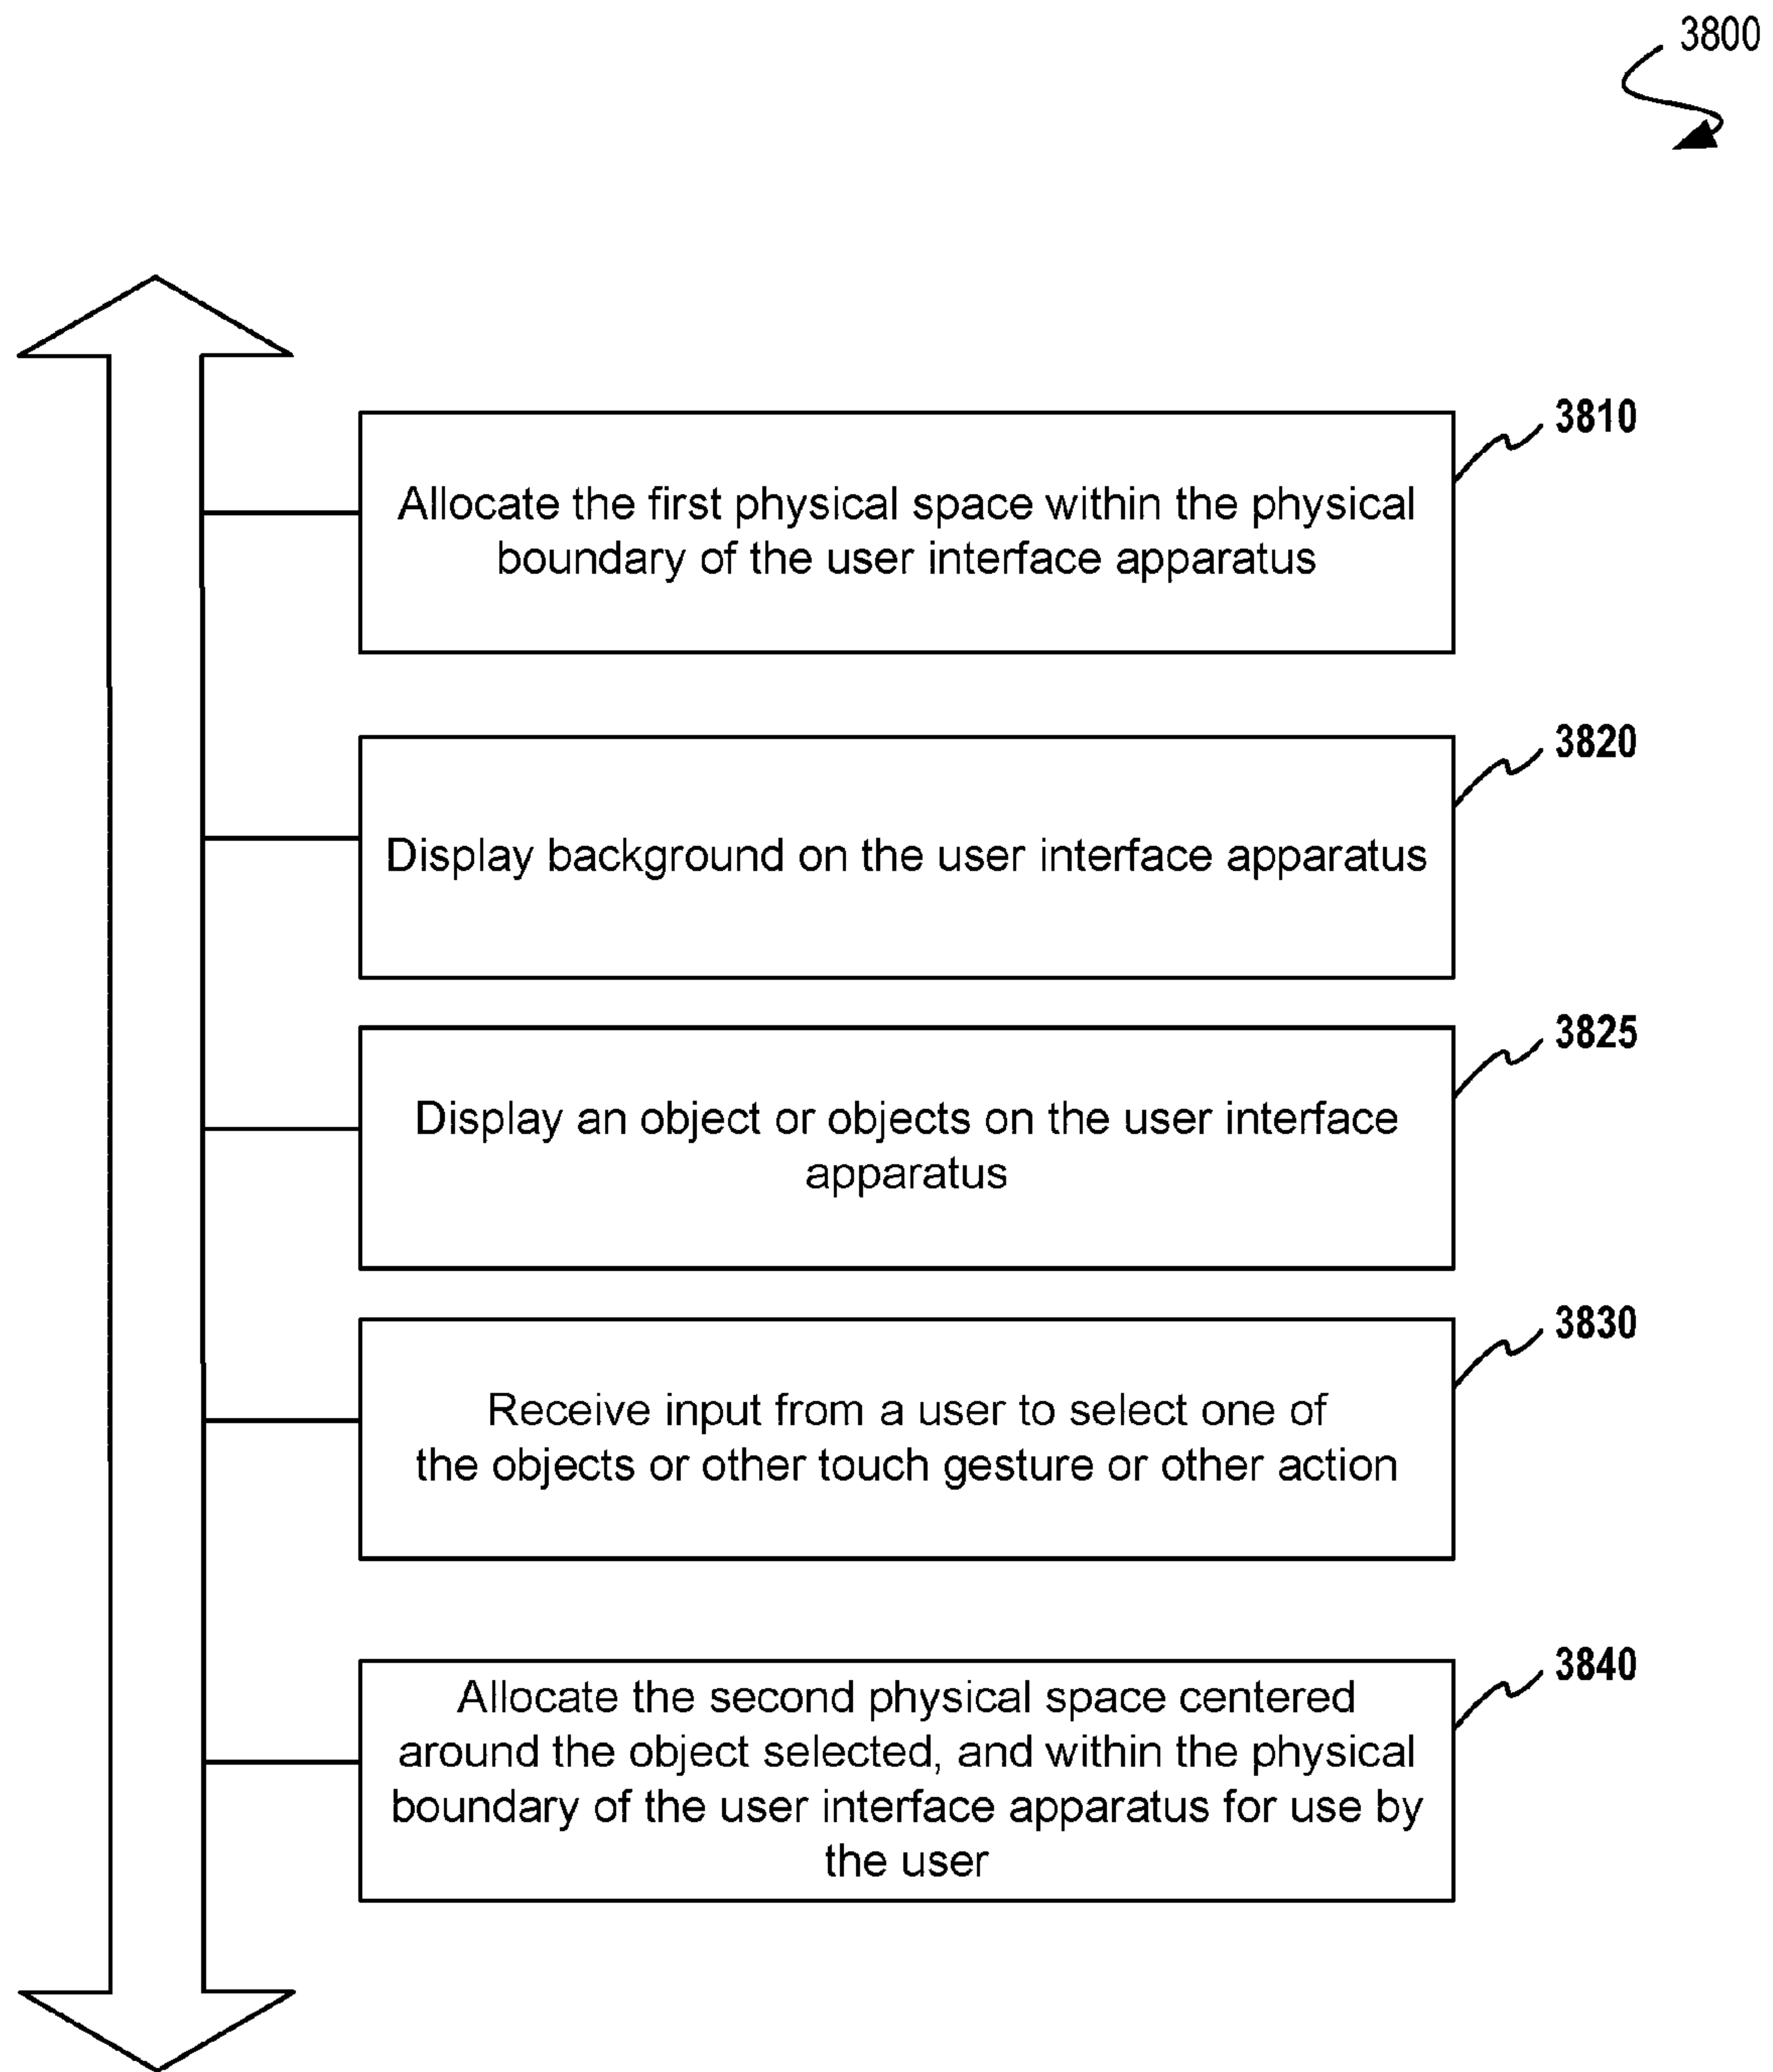 3800
3810
Allocate the first physical space within the physical
boundary of the user interface apparatus
3820
Display background on the user interface apparatus
3825
Display an object or objects on the user interface
apparatus
3830
Receive input from a user to select one of
the objects or other touch gesture or other action
3840
Allocate the second physical space centered
around the object selected, and within the physical
boundary of the user interface apparatus for use by
the user